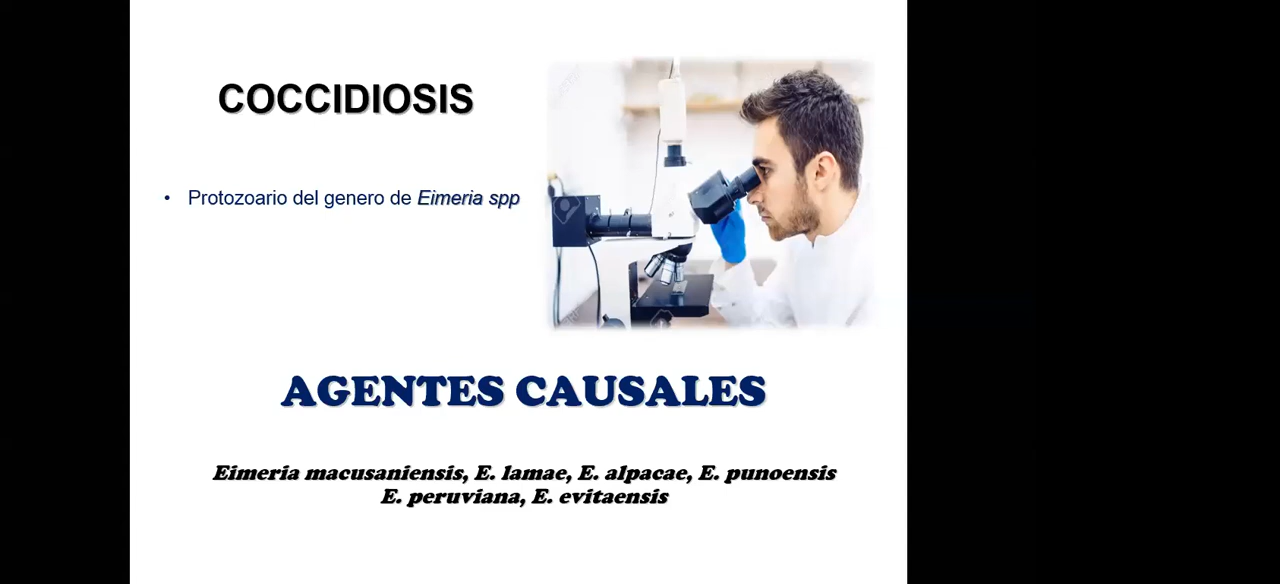 COCCIDIOSIS
• Protozoario del genero de Eimeria spp
AGENTES CAUSALES
Eimeria macusaniensis, E. lamae, E. alpacae, E. punoensis
E. peruviana, E. evitaensis